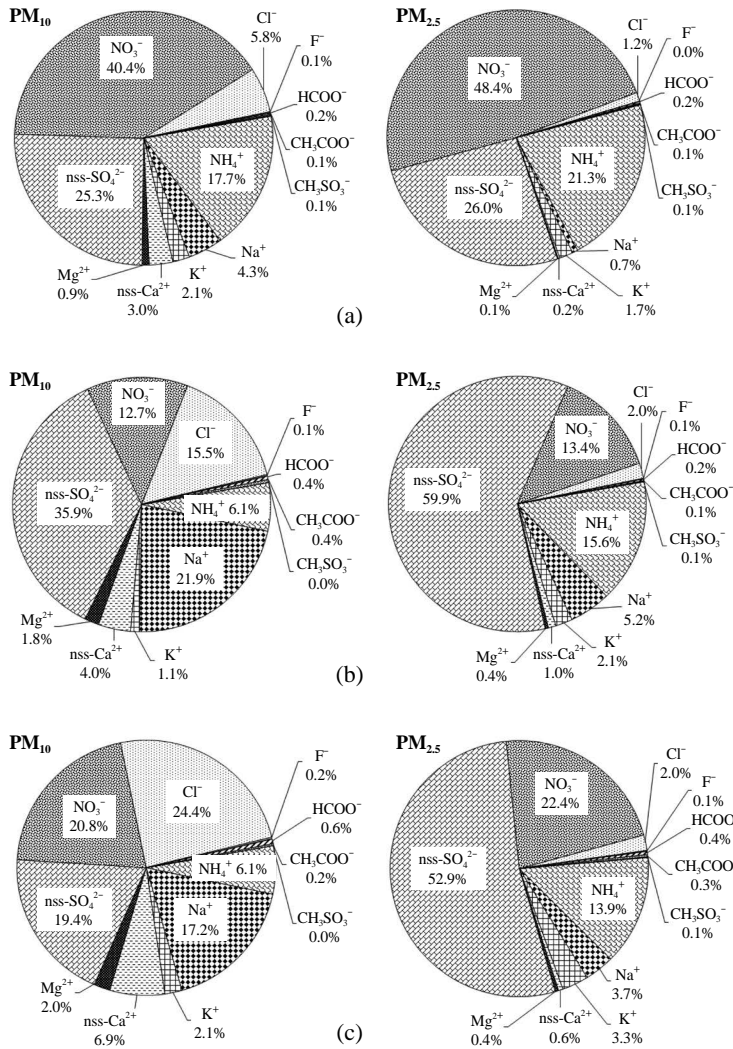 PM₁₀
NO₃⁻
40.4%
Cl⁻
5.8%
F⁻
0.1%
HCOO⁻
0.2%
CH₃COO⁻
0.1%
CH₃SO₃⁻
0.1%
NH₄⁺
17.7%
Na⁺
4.3%
K⁺
2.1%
nss-Ca²⁺
3.0%
Mg²⁺
0.9%
nss-SO₄²⁻
25.3%
PM₂.₅
NO₃⁻
48.4%
Cl⁻
1.2%
F⁻
0.0%
HCOO⁻
0.2%
CH₃COO⁻
0.1%
CH₃SO₃⁻
0.1%
NH₄⁺
21.3%
Na⁺
0.7%
K⁺
1.7%
nss-Ca²⁺
0.2%
Mg²⁺
0.1%
nss-SO₄²⁻
26.0%
(a)
PM₁₀
NO₃⁻
12.7%
Cl⁻
15.5%
F⁻
0.1%
HCOO⁻
0.4%
CH₃COO⁻
0.4%
CH₃SO₃⁻
0.0%
NH₄⁺ 6.1%
Na⁺
21.9%
K⁺
1.1%
nss-Ca²⁺
4.0%
Mg²⁺
1.8%
nss-SO₄²⁻
35.9%
PM₂.₅
NO₃⁻
13.4%
Cl⁻
2.0%
F⁻
0.1%
HCOO⁻
0.2%
CH₃COO⁻
0.1%
CH₃SO₃⁻
0.1%
NH₄⁺
15.6%
Na⁺
5.2%
K⁺
2.1%
nss-Ca²⁺
1.0%
Mg²⁺
0.4%
nss-SO₄²⁻
59.9%
(b)
PM₁₀
Cl⁻
24.4%
F⁻
0.2%
HCOO⁻
0.6%
CH₃COO⁻
0.2%
CH₃SO₃⁻
0.0%
NH₄⁺ 6.1%
Na⁺
17.2%
K⁺
2.1%
nss-Ca²⁺
6.9%
Mg²⁺
2.0%
nss-SO₄²⁻
19.4%
NO₃⁻
20.8%
PM₂.₅
NO₃⁻
22.4%
Cl⁻
2.0%
F⁻
0.1%
HCOO
0.4%
CH₃COO
0.3%
CH₃SO₃⁻
0.1%
NH₄⁺
13.9%
Na⁺
3.7%
K⁺
3.3%
nss-Ca²⁺
0.6%
Mg²⁺
0.4%
nss-SO₄²⁻
52.9%
(c)